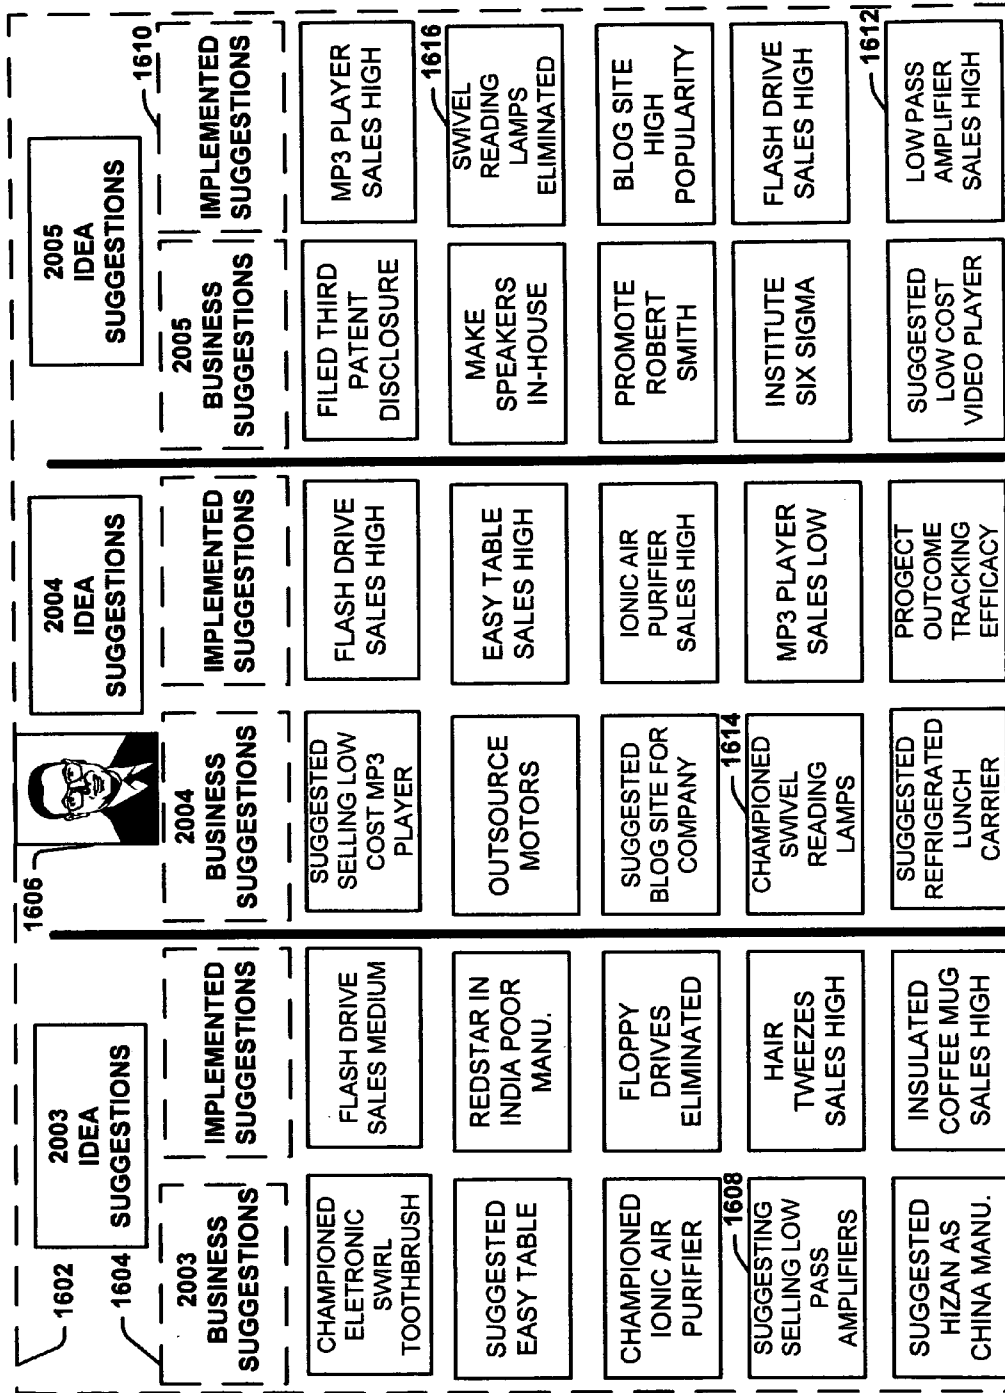 1602
2003
IDEA
SUGGESTIONS
1606
2004
IDEA
SUGGESTIONS
2005
IDEA
SUGGESTIONS
1604
2003
BUSINESS
SUGGESTIONS
IMPLEMENTED
SUGGESTIONS
2004
BUSINESS
SUGGESTIONS
IMPLEMENTED
SUGGESTIONS
2005
BUSINESS
SUGGESTIONS
IMPLEMENTED
SUGGESTIONS
1610
CHAMPIONED
ELETRONIC
SWIRL
TOOTHBRUSH
FLASH DRIVE
SALES MEDIUM
SUGGESTED
SELLING LOW
COST MP3
PLAYER
FLASH DRIVE
SALES HIGH
FILED THIRD
PATENT
DISCLOSURE
MP3 PLAYER
SALES HIGH
SUGGESTED
EASY TABLE
REDSTAR IN
INDIA POOR
MANU.
OUTSOURCE
MOTORS
EASY TABLE
SALES HIGH
MAKE
SPEAKERS
IN-HOUSE
1616
SWIVEL
READING
LAMPS
ELIMINATED
CHAMPIONED
IONIC AIR
PURIFIER
FLOPPY
DRIVES
ELIMINATED
SUGGESTED
BLOG SITE FOR
COMPANY
IONIC AIR
PURIFIER
SALES HIGH
PROMOTE
ROBERT
SMITH
BLOG SITE
HIGH
POPULARITY
1608
SUGGESTING
SELLING LOW
PASS
AMPLIFIERS
HAIR
TWEEZES
SALES HIGH
1614
CHAMPIONED
SWIVEL
READING
LAMPS
MP3 PLAYER
SALES LOW
INSTITUTE
SIX SIGMA
FLASH DRIVE
SALES HIGH
SUGGESTED
HIZAN AS
CHINA MANU.
INSULATED
COFFEE MUG
SALES HIGH
SUGGESTED
REFRIGERATED
LUNCH
CARRIER
PROGECT
OUTCOME
TRACKING
EFFICACY
SUGGESTED
LOW COST
VIDEO PLAYER
1612
LOW PASS
AMPLIFIER
SALES HIGH